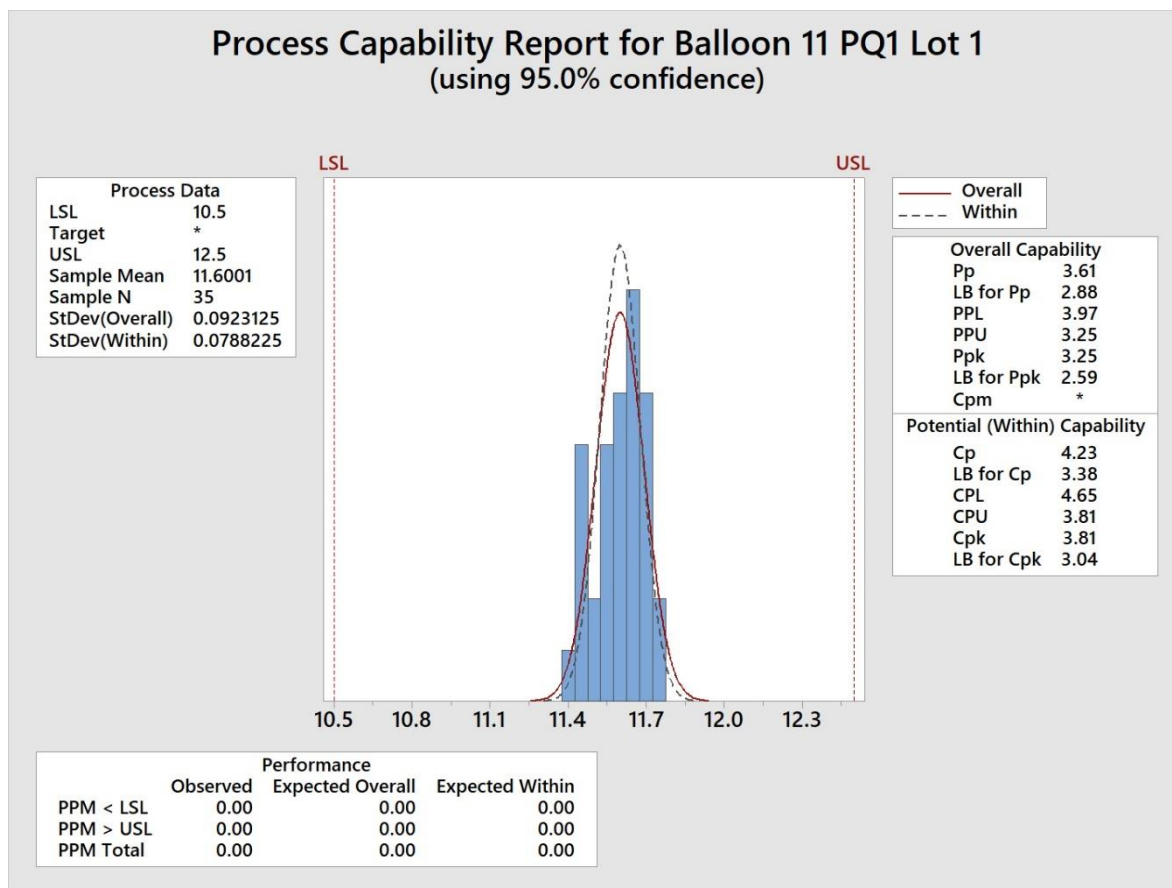 Process Capability Report for Balloon 11 PQ1 Lot 1
(using 95.0% confidence)
LSL USL
Process Data
LSL 10.5
Target *
USL 12.5
Sample Mean 11.6001
Sample N 35
StDev(Overall) 0.0923125
StDev(Within) 0.0788225
Overall
Within
Overall Capability
Pp 3.61
LB for Pp 2.88
PPL 3.97
PPU 3.25
Ppk 3.25
LB for Ppk 2.59
Cpm *
Potential (Within) Capability
Cp 4.23
LB for Cp 3.38
CPL 4.65
CPU 3.81
Cpk 3.81
LB for Cpk 3.04
10.5 10.8 11.1 11.4 11.7 12.0 12.3
Performance
Observed Expected Overall Expected Within
PPM < LSL 0.00 0.00 0.00
PPM > USL 0.00 0.00 0.00
PPM Total 0.00 0.00 0.00